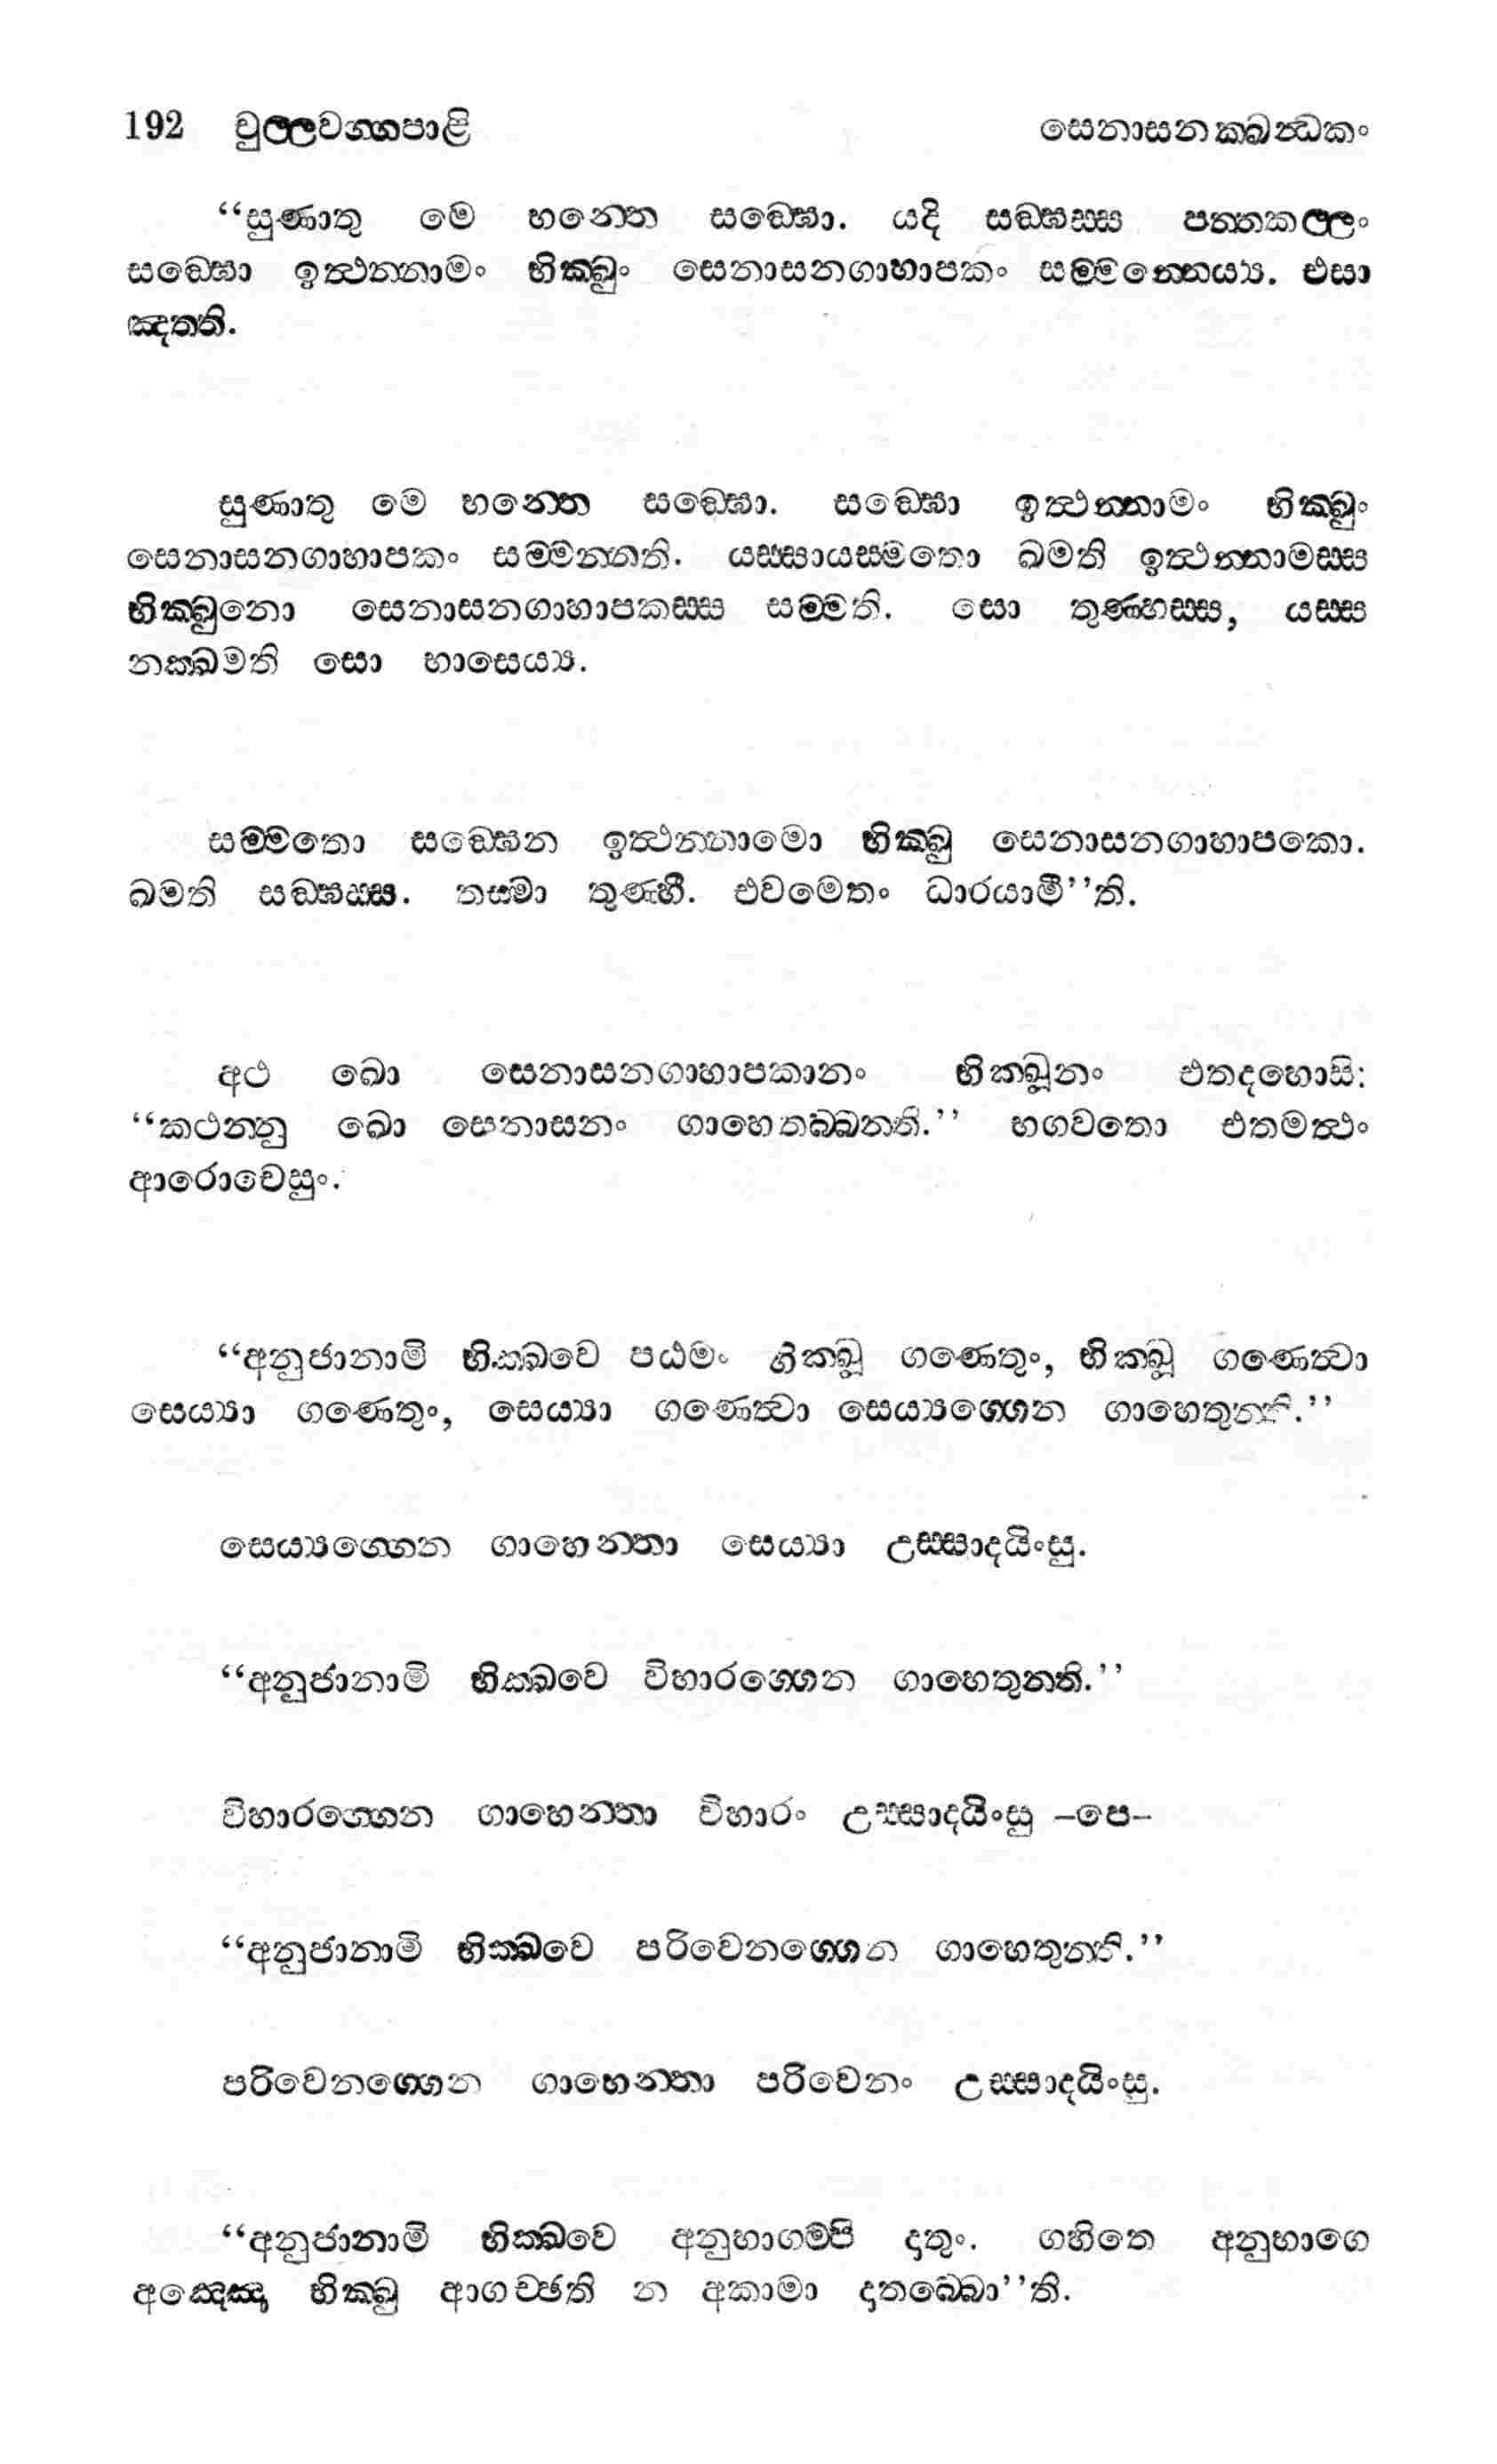 192 චුල්ලවග්ගපාළි සෙනාසනක්ඛන්ධකං
“සුණාතු මෙ භන්තෙ සඞ්ඝො. යදි සඞ්ඝස්ස පත්තකල්ලං
සඞ්ඝො ඉත්ථන්නාමං භික්ඛුං සෙනාසනගාහාපකං සම්මන්නෙය්‍ය. එසා
ඤත්ති.
සුණාතු මෙ භන්තෙ සඞ්ඝො. සඞ්ඝො ඉත්ථන්නාමං භික්ඛුං
සෙනාසනගාහාපකං සම්මන්නති. යස්සායස්මතො ඛමති ඉත්ථන්නාමස්ස
භික්ඛුනො සෙනාසනගාහාපකස්ස සම්මති. සො තුණ්හස්ස, යස්ස
නක්ඛමති සො භාසෙය්‍ය.
සම්මතො සඞ්ඝෙන ඉත්ථන්නාමො භික්ඛු සෙනාසනගාහාපකො.
ඛමති සඞ්ඝස්ස. තස්මා තුණ්හී. එවමෙතං ධාරයාමී’’ති.
අථ ඛො සෙනාසනගාහාපකානං භික්ඛූනං එතදහොසි:
“කථන්නු ඛො සෙනාසනං ගාහෙතබ්බන්ති.’’ භගවතො එතමත්ථං
ආරොචෙසුං.
“අනුජානාමි භික්ඛවෙ පඨමං භික්ඛූ ගණෙතුං, භික්ඛූ ගණෙත්වා
සෙය්‍යා ගණෙතුං, සෙය්‍යා ගණෙත්වා සෙය්‍යග්ගෙන ගාහෙතුන්ති.’’
සෙය්‍යග්ගෙන ගාහෙන්තා සෙය්‍යා උස්සාදයිංසු.
“අනුජානාමි භික්ඛවෙ විහාරග්ගෙන ගාහෙතුන්ති.’’
විහාරග්ගෙන ගාහෙන්තා විහාරං උස්සාදයිංසු –පෙ–
“අනුජානාමි භික්ඛවෙ පරිවෙනග්ගෙන ගාහෙතුන්ති.’’
පරිවෙනග්ගෙන ගාහෙන්තා පරිවෙනං උස්සාදයිංසු.
“අනුජානාමි භික්ඛවෙ අනුභාගම්පි දාතුං. ගහිතෙ අනුභාගෙ
අඤ්ඤො භික්ඛු ආගච්ඡති න අකාමා දාතබ්බො’’ති.